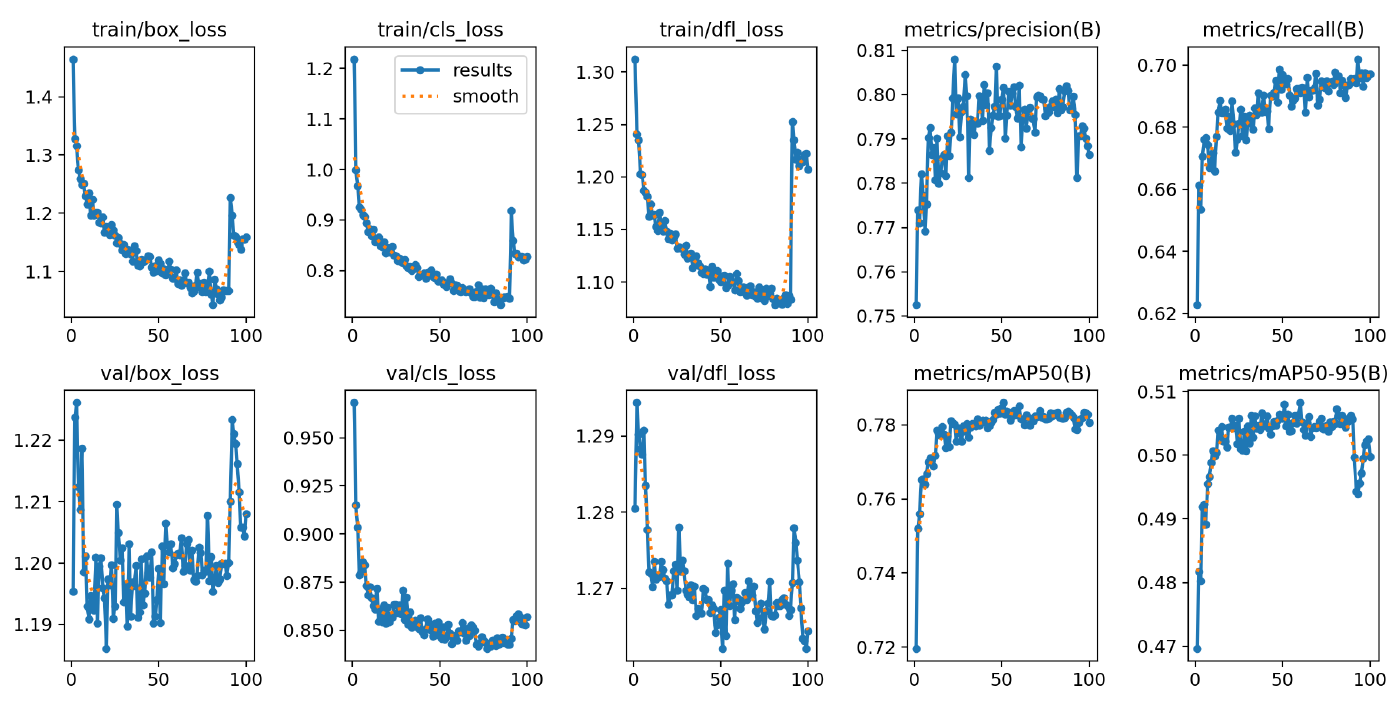 train/box_loss
train/cls_loss
train/dfl_loss
metrics/precision(B)
metrics/recall(B)
1.4
1.3
1.2
1.1
0 50 100
1.2
1.1
1.0
0.9
0.8
results
smooth
0 50 100
1.30
1.25
1.20
1.15
1.10
0 50 100
0.81
0.80
0.79
0.78
0.77
0.76
0.75
0 50 100
0.70
0.68
0.66
0.64
0.62
0 50 100
val/box_loss
val/cls_loss
val/dfl_loss
metrics/mAP50(B)
metrics/mAP50-95(B)
1.22
1.21
1.20
1.19
0 50 100
0.950
0.925
0.900
0.875
0.850
0 50 100
1.29
1.28
1.27
0 50 100
0.78
0.76
0.74
0.72
0 50 100
0.51
0.50
0.49
0.48
0.47
0 50 100